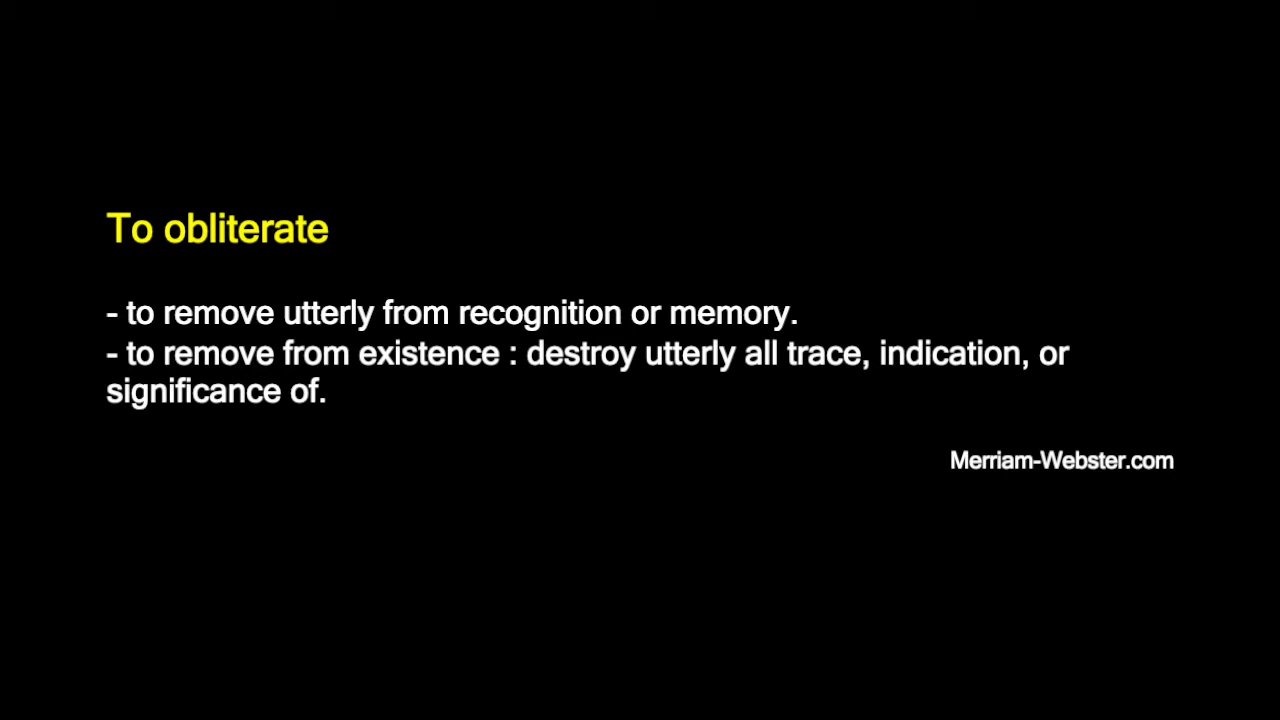 To obliterate
- to remove utterly from recognition or memory.
- to remove from existence : destroy utterly all trace, indication, or
significance of.
Merriam-Webster.com